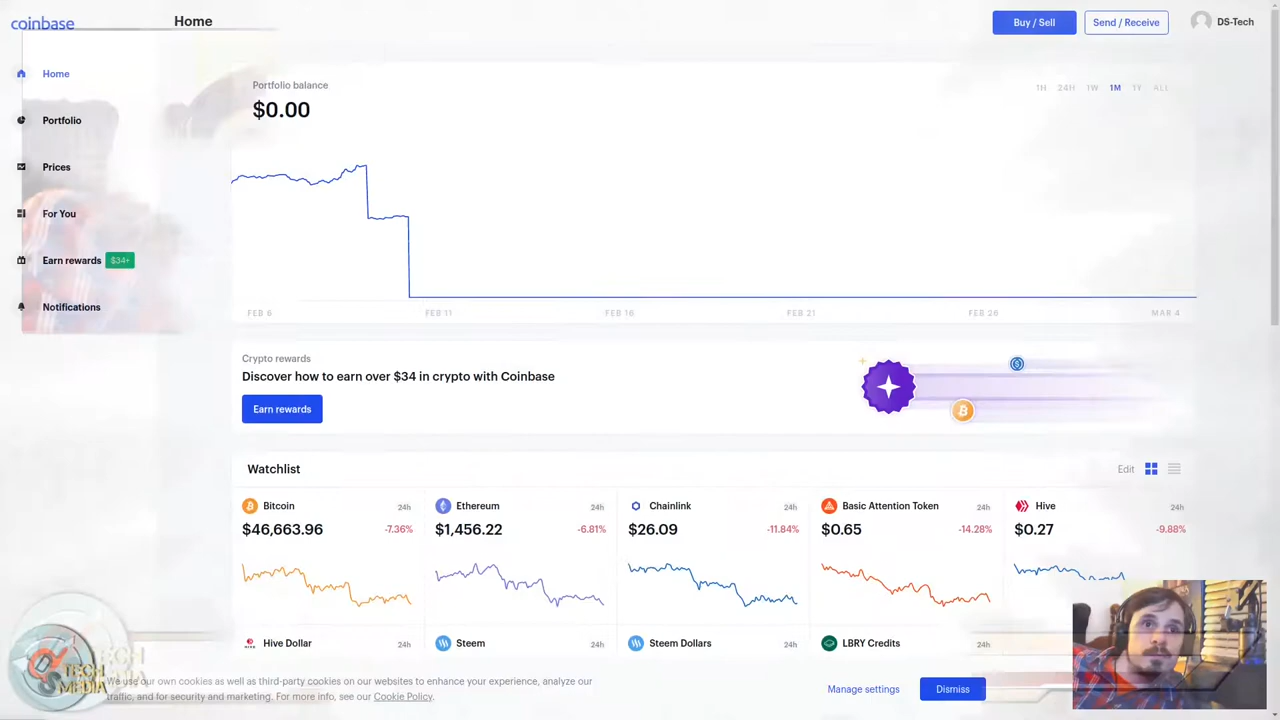 coinbase
Home
Buy / Sell
Send / Receive
DS-Tech
Home
Portfolio
Prices
For You
Earn rewards $34+
Notifications
Portfolio balance
$0.00
1H 24H 1W 1M 1Y ALL
FEB 6 FEB 11 FEB 16 FEB 21 FEB 26 MAR 4
Crypto rewards
Discover how to earn over $34 in crypto with Coinbase
Earn rewards
Watchlist
Edit
Bitcoin 24h
$46,663.96 -7.36%
Ethereum 24h
$1,456.22 -6.81%
Chainlink 24h
$26.09 -11.84%
Basic Attention Token 24h
$0.65 -14.28%
Hive 24h
$0.27 -9.88%
Hive Dollar 24h
Steem 24h
Steem Dollars 24h
LBRY Credits 24h
TECH
MEDIA
We use our own cookies as well as third-party cookies on our websites to enhance your experience, analyze our
traffic, and for security and marketing. For more info, see our Cookie Policy.
Manage settings
Dismiss